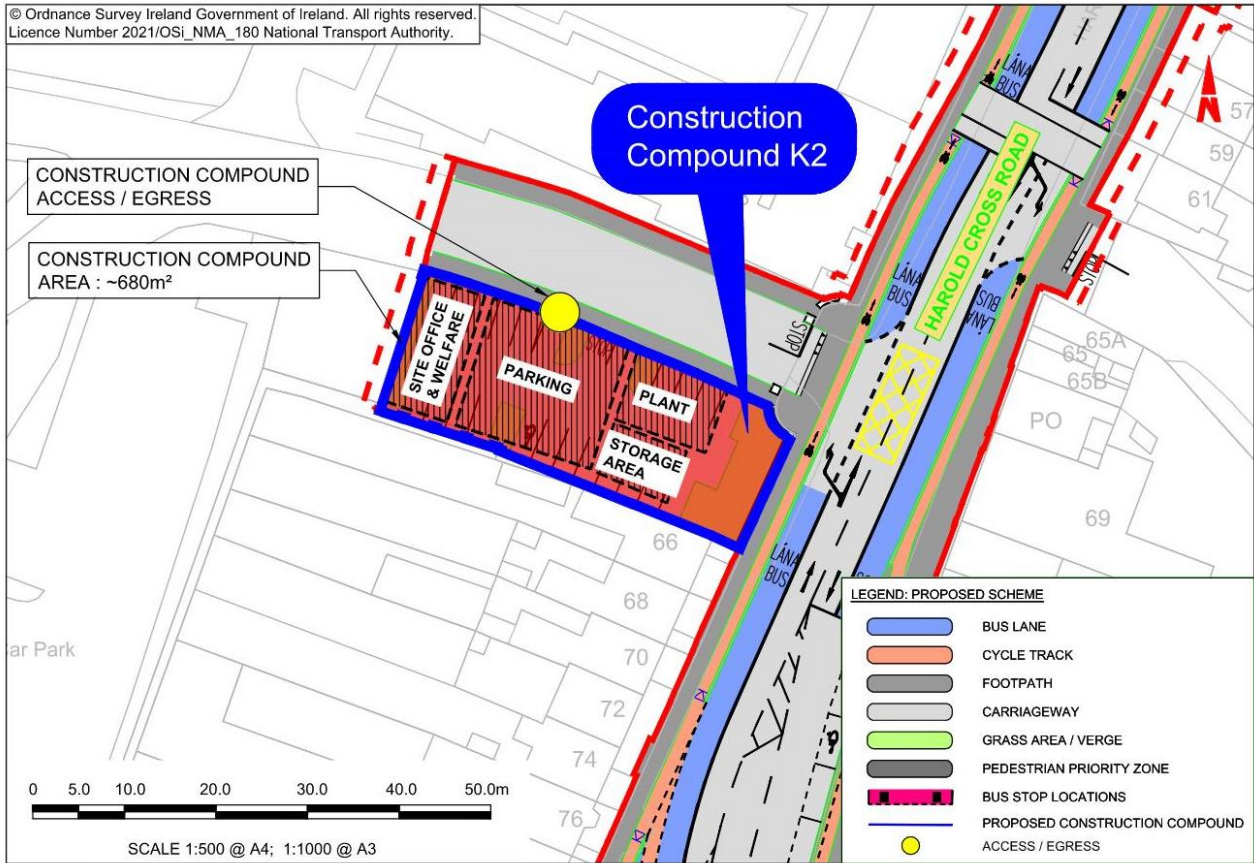 © Ordnance Survey Ireland Government of Ireland. All rights reserved.
Licence Number 2021/OSi_NMA_180 National Transport Authority.
Construction
Compound K2
CONSTRUCTION COMPOUND
ACCESS / EGRESS
CONSTRUCTION COMPOUND
AREA : ~680m²
SITE OFFICE
& WELFARE
PARKING
PLANT
STORAGE
AREA
STOP
HAROLD CROSS ROAD
LÁNA
BUS
LÁNA
BUS
LÁNA
BUS
LÁNA
BUS
BUS
N
57
59
61
65A
65
65B
PO
69
66
68
70
72
74
76
ar Park
0 5.0 10.0 20.0 30.0 40.0 50.0m
SCALE 1:500 @ A4; 1:1000 @ A3
LEGEND: PROPOSED SCHEME
BUS LANE
CYCLE TRACK
FOOTPATH
CARRIAGEWAY
GRASS AREA / VERGE
PEDESTRIAN PRIORITY ZONE
BUS STOP LOCATIONS
PROPOSED CONSTRUCTION COMPOUND
ACCESS / EGRESS